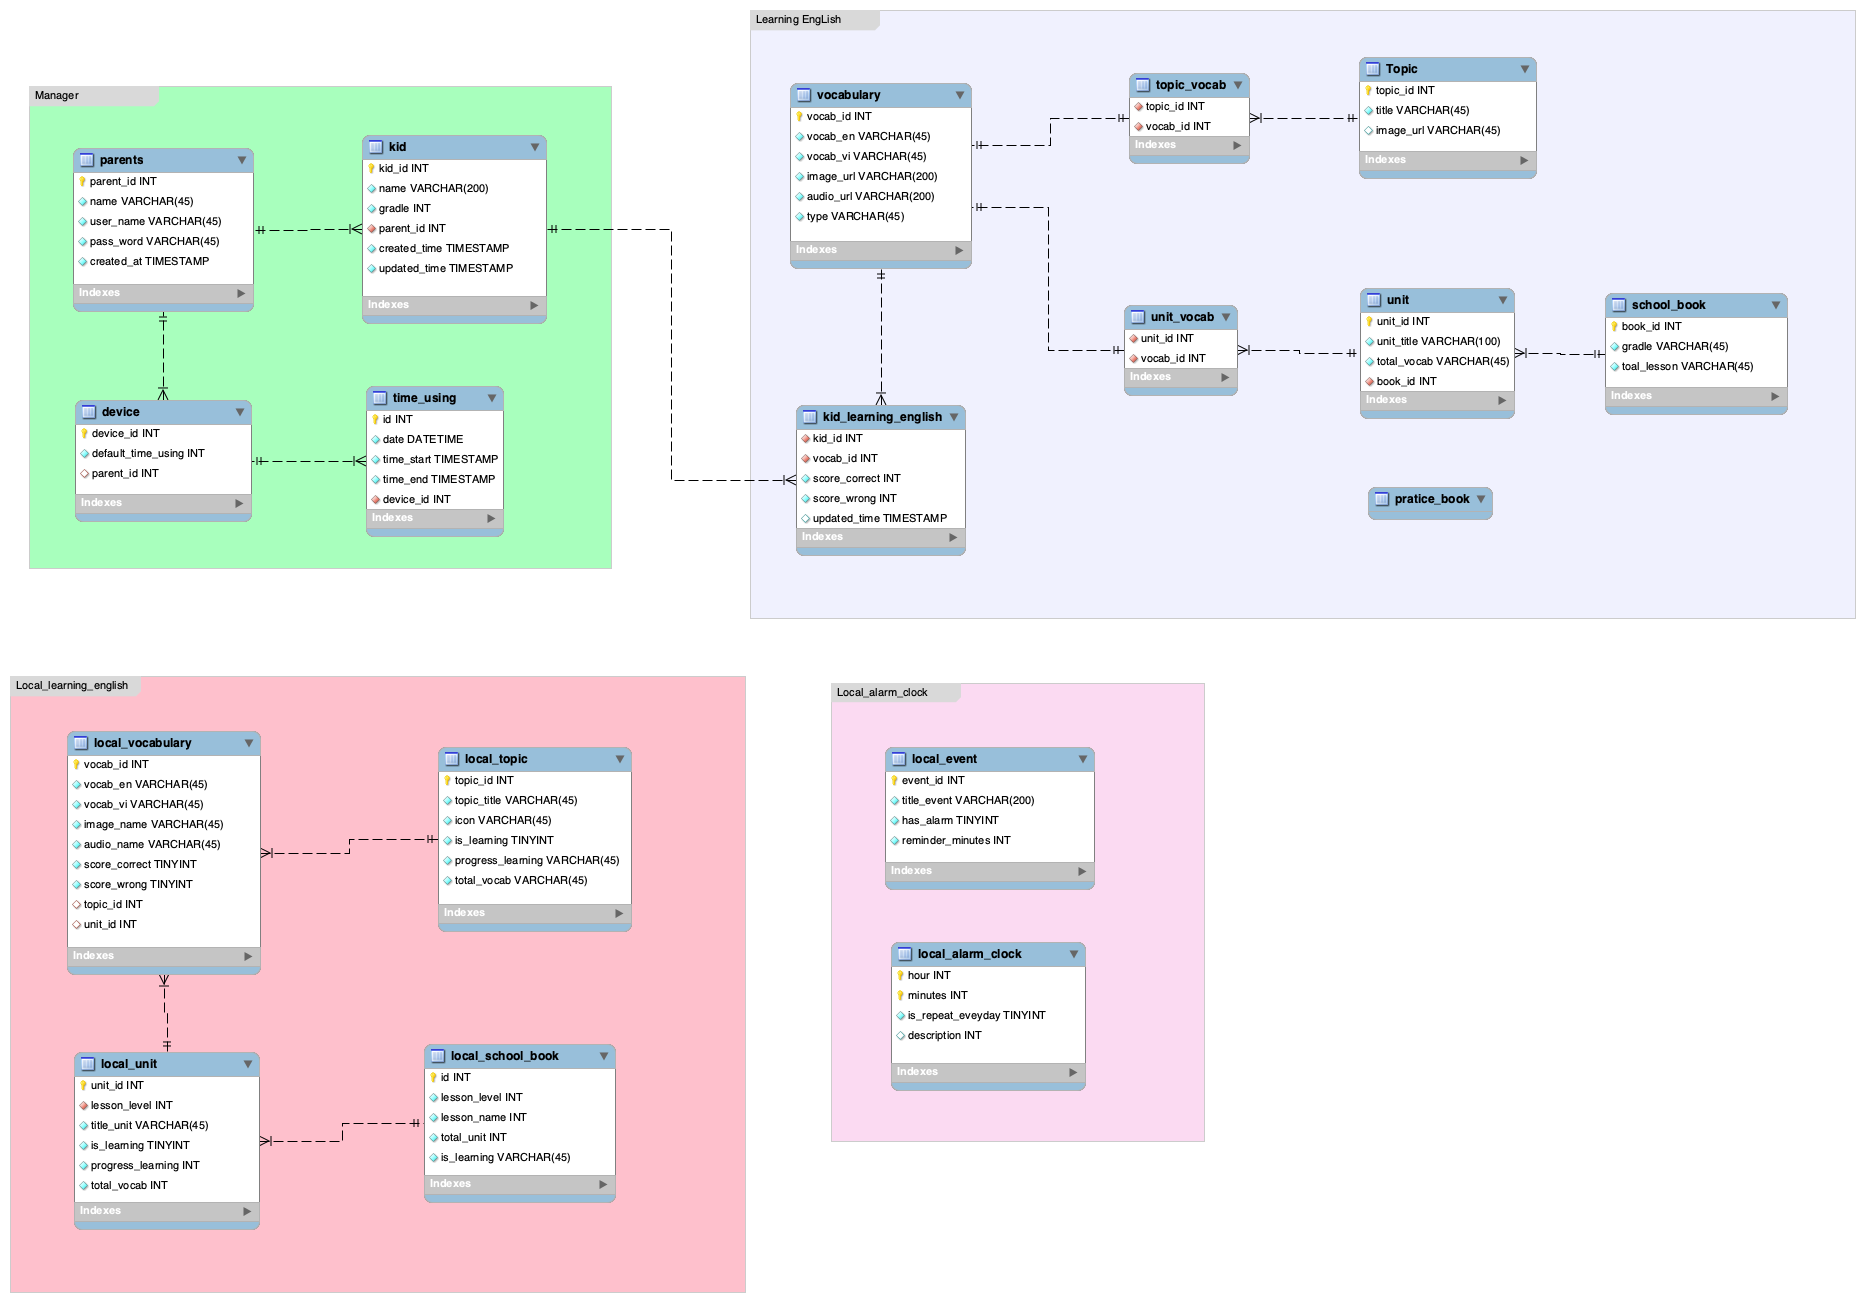 Manager
parents
parent_id INT
name VARCHAR(45)
user_name VARCHAR(45)
pass_word VARCHAR(45)
created_at TIMESTAMP
Indexes
kid
kid_id INT
name VARCHAR(200)
gradle INT
parent_id INT
created_time TIMESTAMP
updated_time TIMESTAMP
Indexes
device
device_id INT
default_time_using INT
parent_id INT
Indexes
time_using
id INT
date DATETIME
time_start TIMESTAMP
time_end TIMESTAMP
device_id INT
Indexes
Learning EngLish
vocabulary
vocab_id INT
vocab_en VARCHAR(45)
vocab_vi VARCHAR(45)
image_url VARCHAR(200)
audio_url VARCHAR(200)
type VARCHAR(45)
Indexes
topic_vocab
topic_id INT
vocab_id INT
Indexes
Topic
topic_id INT
title VARCHAR(45)
image_url VARCHAR(45)
Indexes
unit_vocab
unit_id INT
vocab_id INT
Indexes
unit
unit_id INT
unit_title VARCHAR(100)
total_vocab VARCHAR(45)
book_id INT
Indexes
school_book
book_id INT
gradle VARCHAR(45)
toal_lesson VARCHAR(45)
Indexes
kid_learning_english
kid_id INT
vocab_id INT
score_correct INT
score_wrong INT
updated_time TIMESTAMP
Indexes
pratice_book
Local_learning_english
local_vocabulary
vocab_id INT
vocab_en VARCHAR(45)
vocab_vi VARCHAR(45)
image_name VARCHAR(45)
audio_name VARCHAR(45)
score_correct TINYINT
score_wrong TINYINT
topic_id INT
unit_id INT
Indexes
local_topic
topic_id INT
topic_title VARCHAR(45)
icon VARCHAR(45)
is_learning TINYINT
progress_learning VARCHAR(45)
total_vocab VARCHAR(45)
Indexes
local_unit
unit_id INT
lesson_level INT
title_unit VARCHAR(45)
is_learning TINYINT
progress_learning INT
total_vocab INT
Indexes
local_school_book
id INT
lesson_level INT
lesson_name INT
total_unit INT
is_learning VARCHAR(45)
Indexes
Local_alarm_clock
local_event
event_id INT
title_event VARCHAR(200)
has_alarm TINYINT
reminder_minutes INT
Indexes
local_alarm_clock
hour INT
minutes INT
is_repeat_eveyday TINYINT
description INT
Indexes